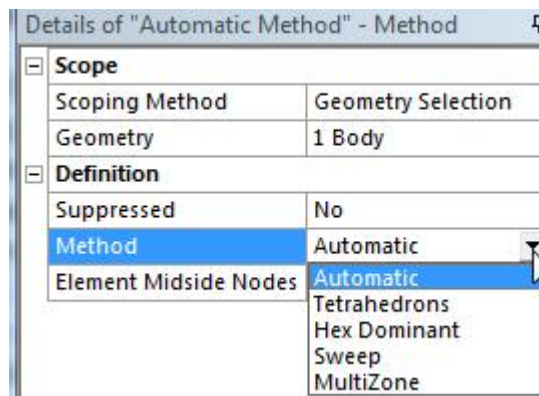 Details of "Automatic Method" - Method
Scope
Scoping Method Geometry Selection
Geometry 1 Body
Definition
Suppressed No
Method Automatic
Element Midside Nodes
Automatic
Tetrahedrons
Hex Dominant
Sweep
MultiZone